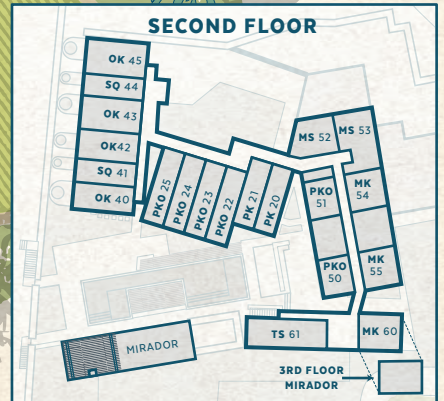 SECOND FLOOR
OK 45
SQ 44
OK 43
OK42
SQ 41
OK 40
PKO 25
PKO 24
PKO 23
PKO 22
PK 21
PK 20
MS 52
MS 53
PKO
51
MK
54
PKO
50
MK
55
TS 61
MK 60
MIRADOR
3RD FLOOR
MIRADOR